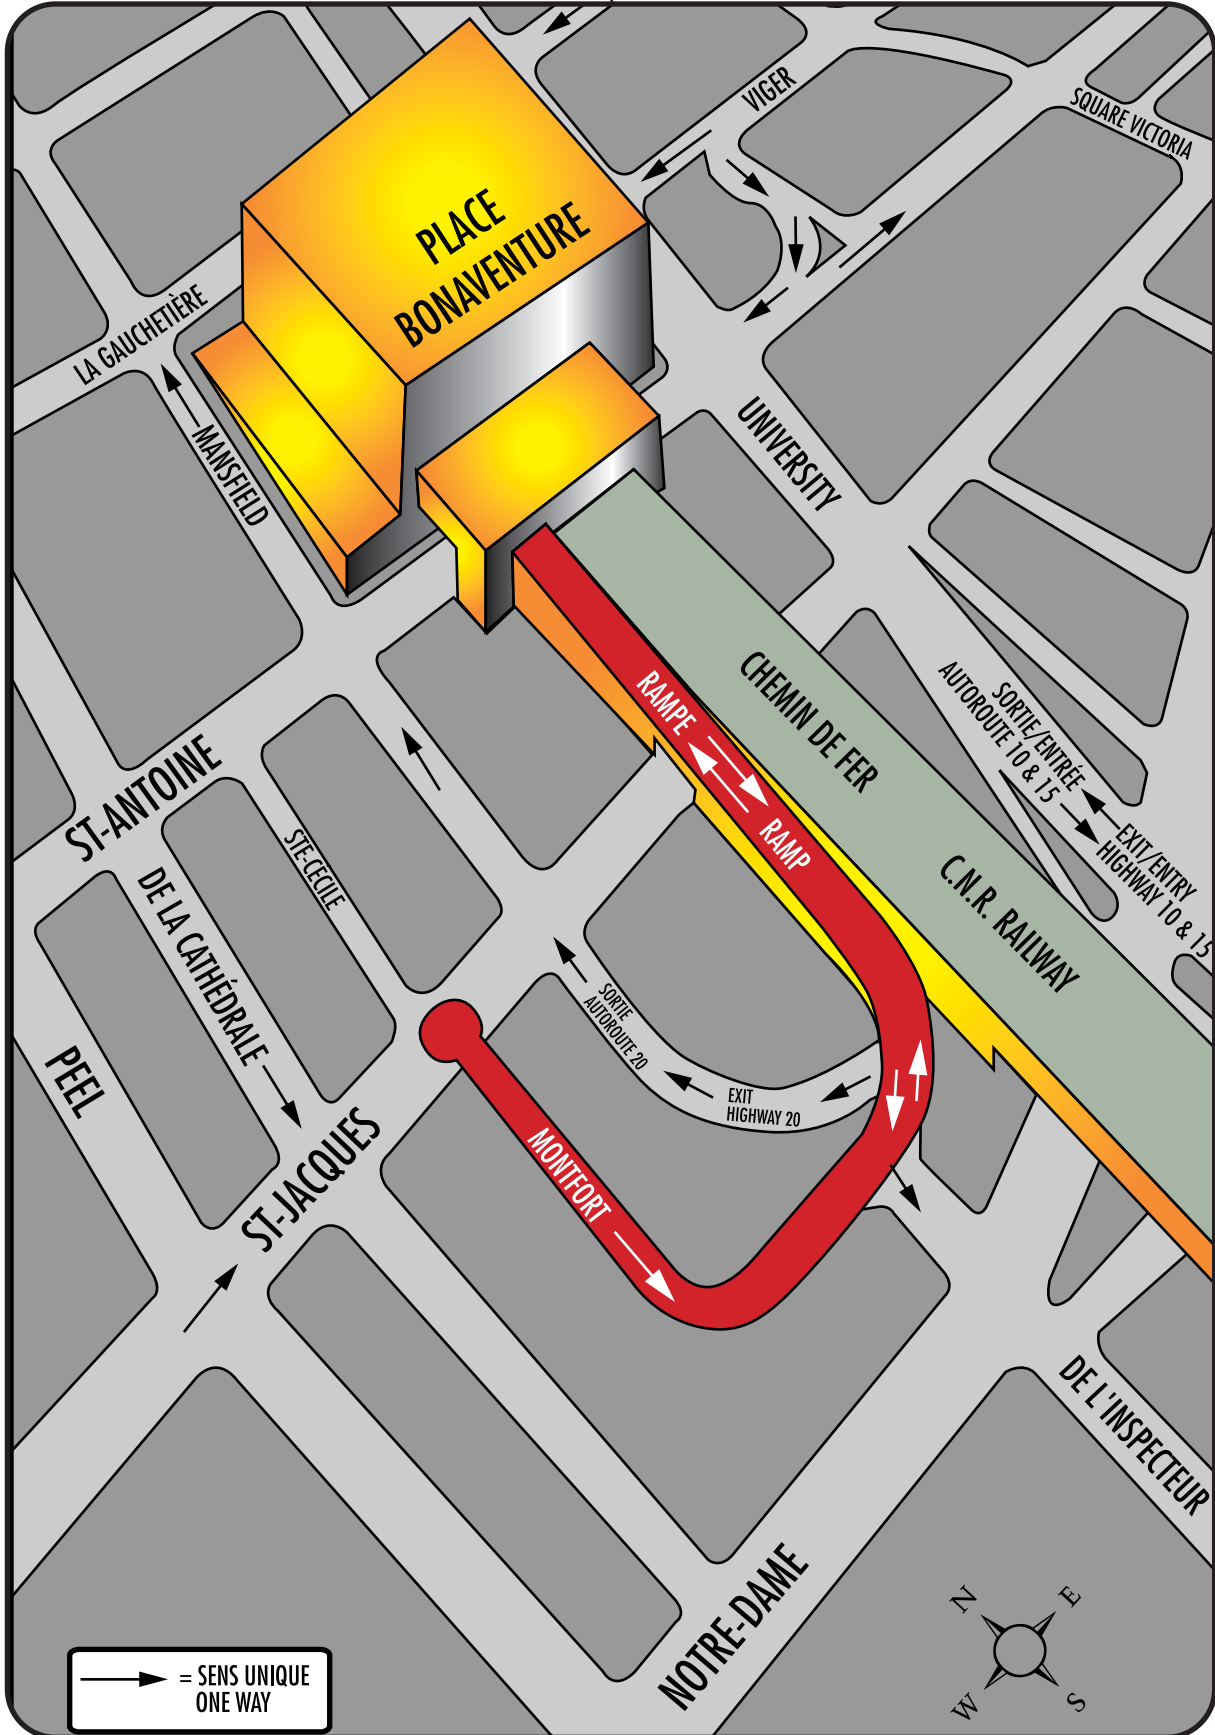 VIGER
SQUARE VICTORIA
PLACE
BONAVENTURE
LA GAUCHETIÈRE
MANSFIELD
UNIVERSITY
RAMPE
RAMP
CHEMIN DE FER
C.N.R. RAILWAY
SORTIE/ENTRÉE
AUTOROUTE 10 & 15
EXIT/ENTRY
HIGHWAY 10 & 15
ST-ANTOINE
STE-CECILE
DE LA CATHÉDRALE
PEEL
ST-JACQUES
SORTIE
AUTOROUTE 20
EXIT
HIGHWAY 20
MONTFORT
DE L'INSPECTEUR
NOTRE-DAME
N
E
W
S
= SENS UNIQUE
ONE WAY